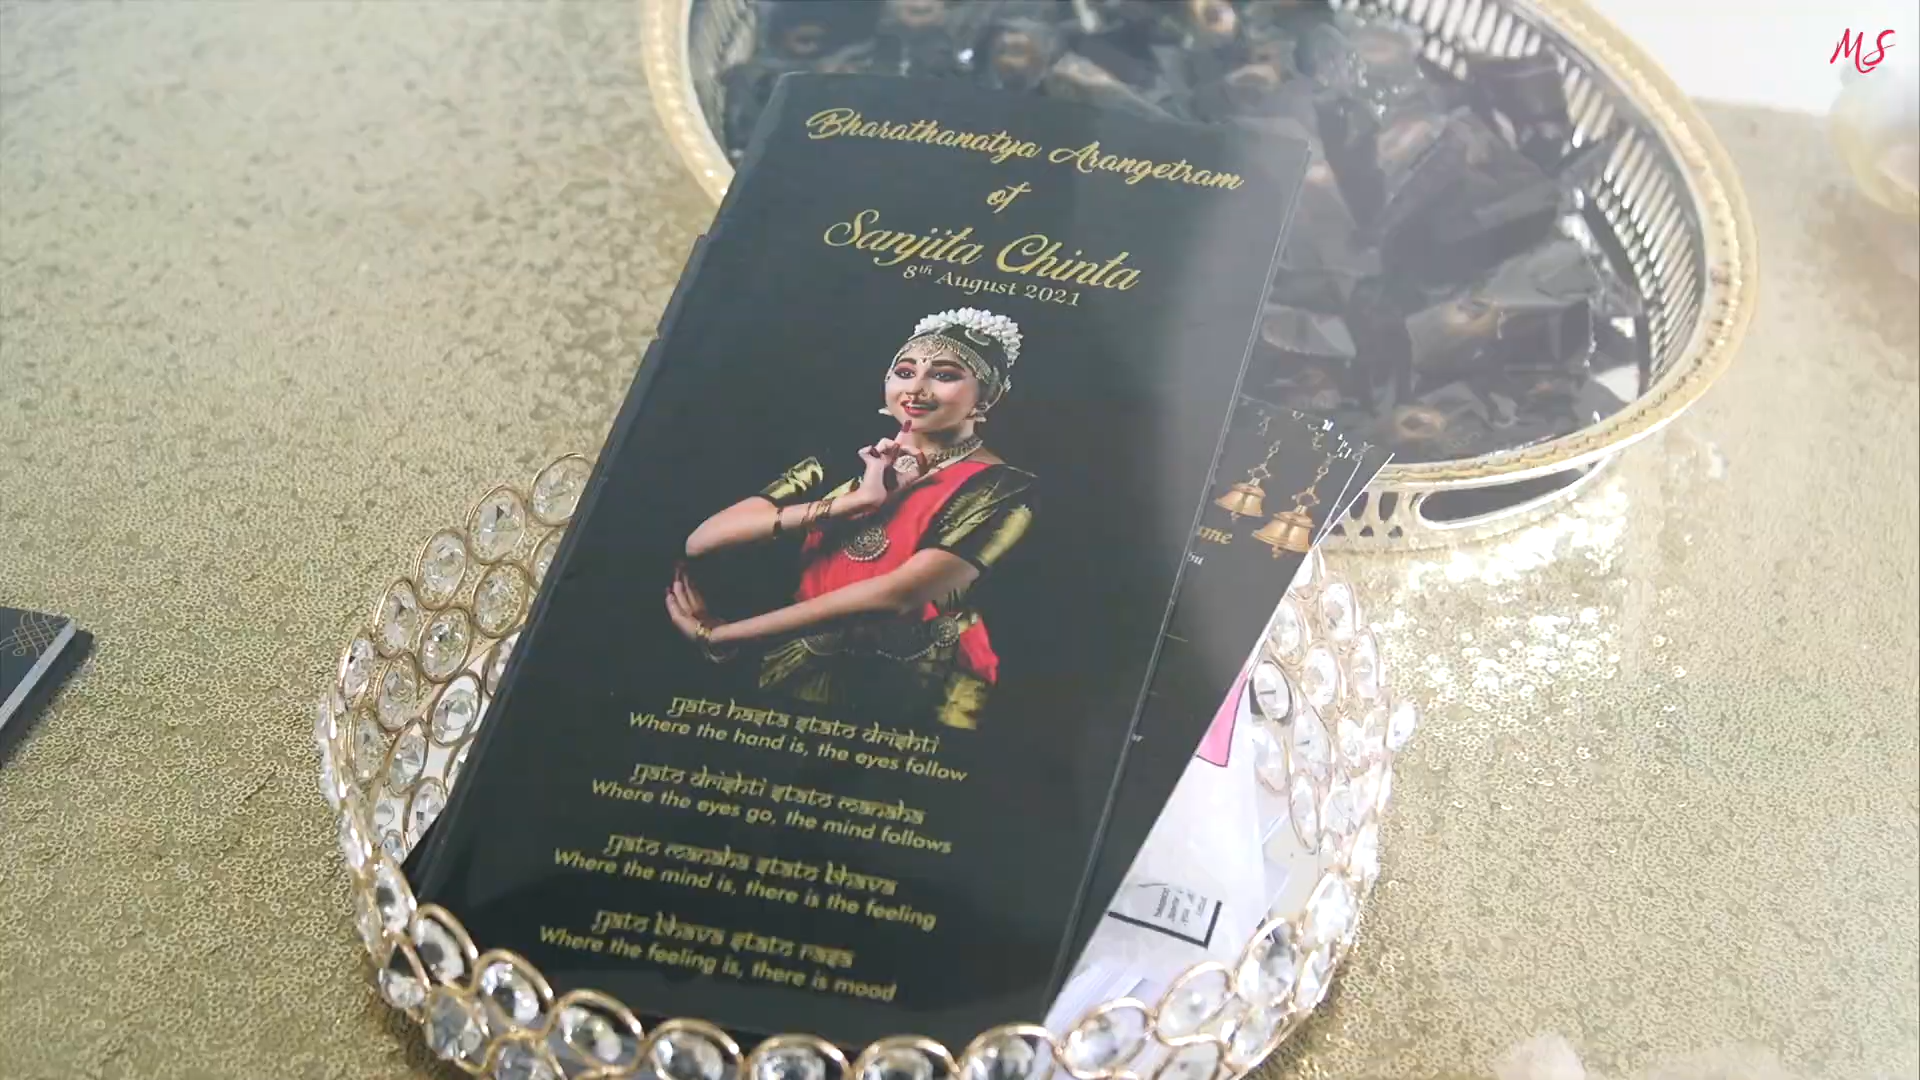 MS
Bharathanatya Arangetram
of
Sanjita Chinta
8th August 2021
yato hasta stato drishti
Where the hand is, the eyes follow
yato drishti stato manaha
Where the eyes go, the mind follows
yato manaha stato bhava
Where the mind is, there is the feeling
yato bhava stato rasa
Where the feeling is, there is mood